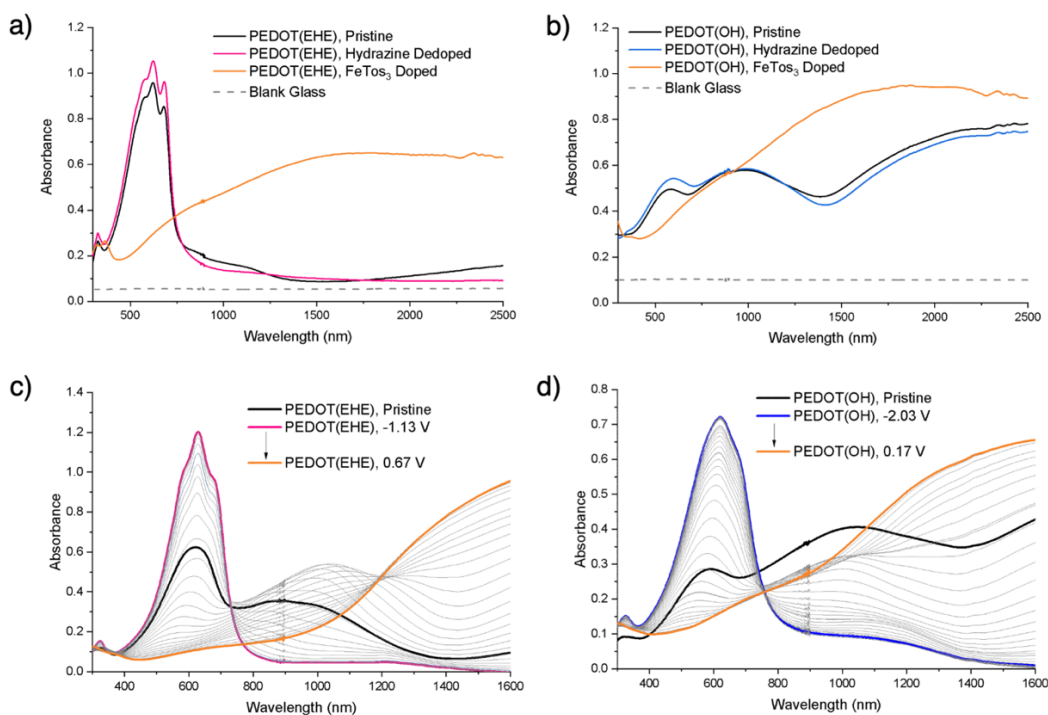 a)
PEDOT(EHE), Pristine
PEDOT(EHE), Hydrazine Dedoped
PEDOT(EHE), FeTos₃ Doped
Blank Glass
Absorbance
1.2
1.0
0.8
0.6
0.4
0.2
0.0
500
1000
1500
2000
2500
Wavelength (nm)
b)
PEDOT(OH), Pristine
PEDOT(OH), Hydrazine Dedoped
PEDOT(OH), FeTos₃ Doped
Blank Glass
Absorbance
1.2
1.0
0.8
0.6
0.4
0.2
0.0
500
1000
1500
2000
2500
Wavelength (nm)
c)
PEDOT(EHE), Pristine
PEDOT(EHE), -1.13 V
PEDOT(EHE), 0.67 V
Absorbance
1.4
1.2
1.0
0.8
0.6
0.4
0.2
0.0
400
600
800
1000
1200
1400
1600
Wavelength (nm)
d)
PEDOT(OH), Pristine
PEDOT(OH), -2.03 V
PEDOT(OH), 0.17 V
Absorbance
0.8
0.7
0.6
0.5
0.4
0.3
0.2
0.1
0.0
400
600
800
1000
1200
1400
1600
Wavelength (nm)